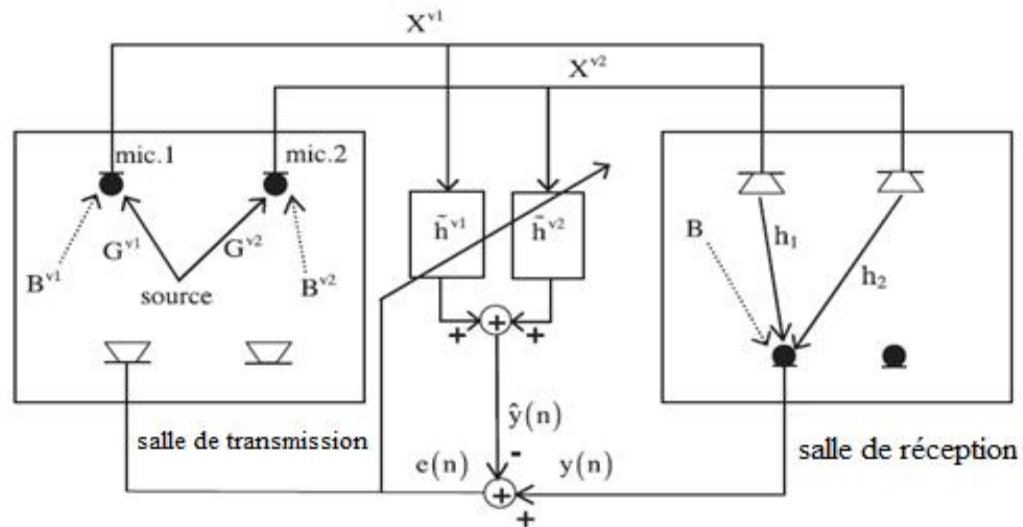 X^v1
X^v2
mic.1
mic.2
G^v1
G^v2
B^v1
B^v2
source
h̃^v1
h̃^v2
B
h₁
h₂
+
+
+
ŷ(n)
salle de transmission
salle de réception
e(n)
-
y(n)
+
+